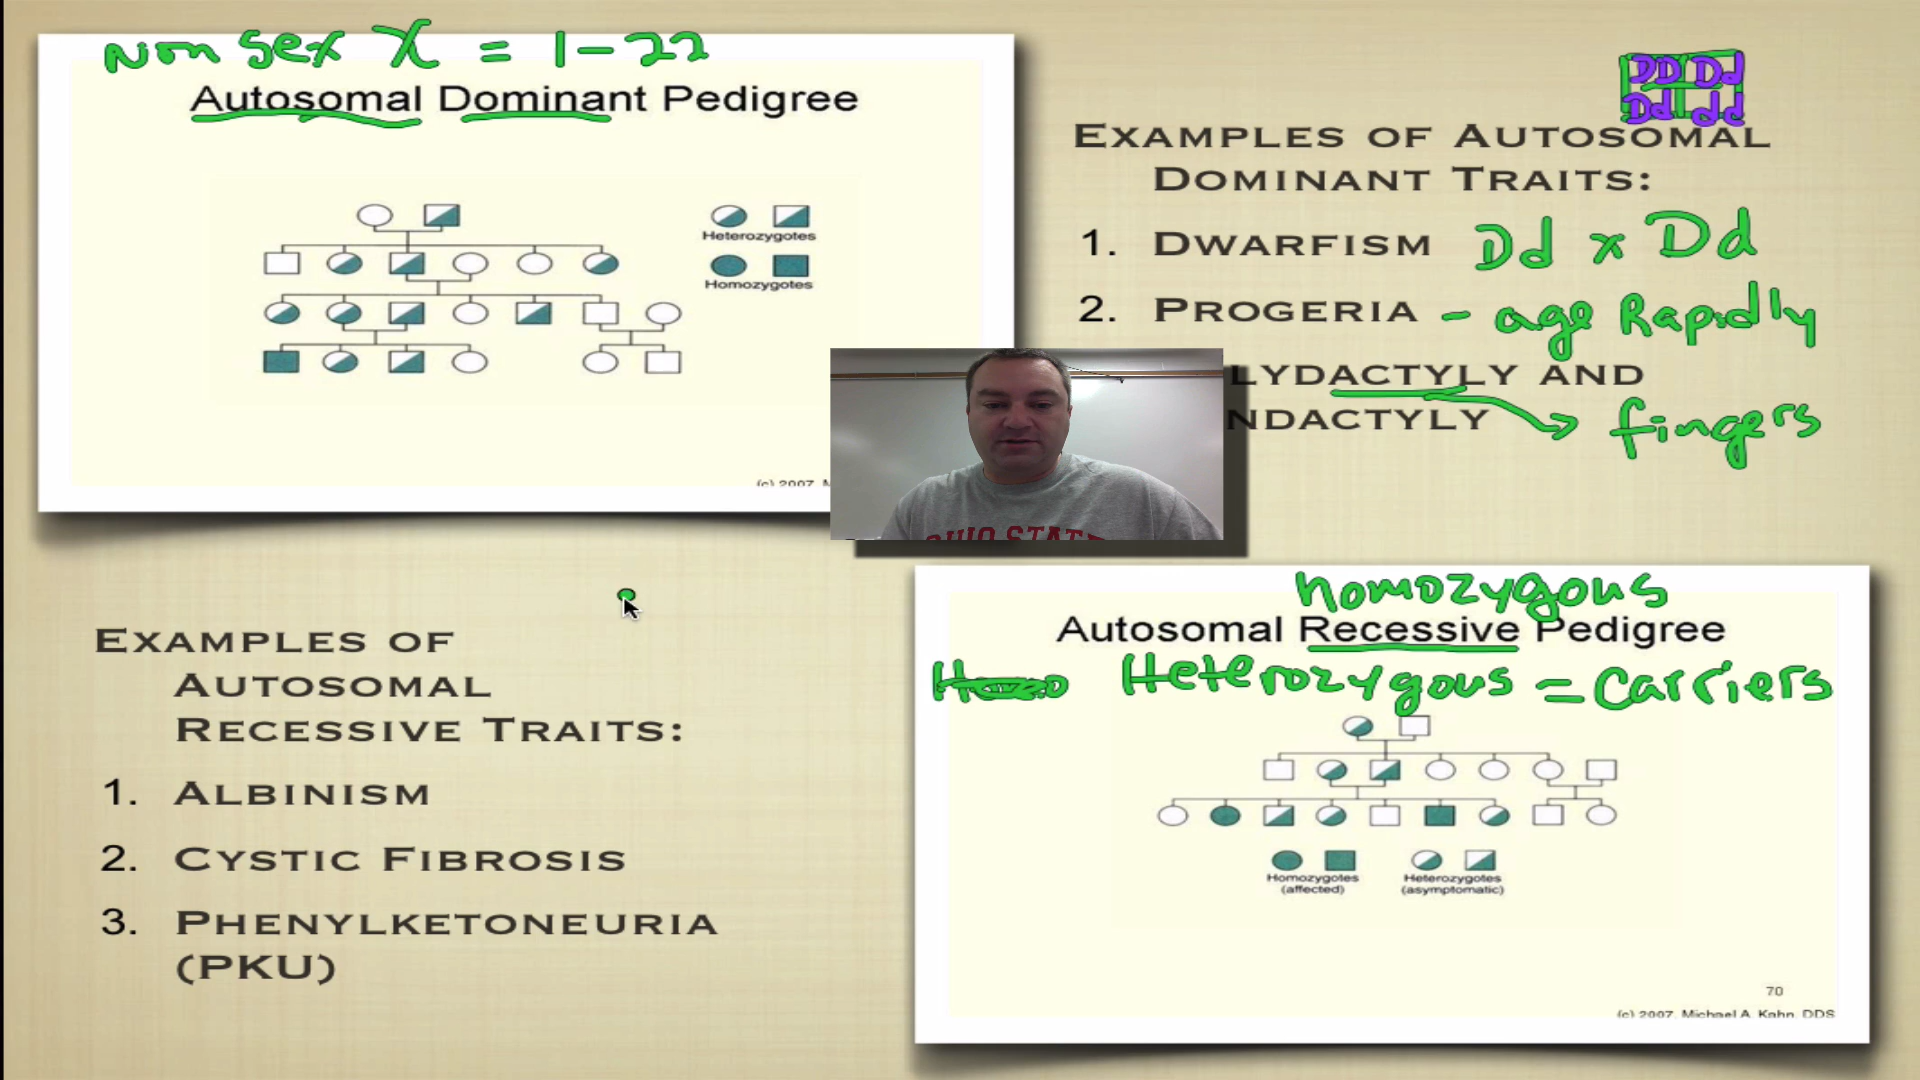 Non Sex X = 1-22
Autosomal Dominant Pedigree
Heterozygotes
Homozygotes
(c) 2007,
DD Dd
Dd dd
EXAMPLES OF AUTOSOMAL
DOMINANT TRAITS:
1. DWARFISM Dd x Dd
2. PROGERIA - age Rapidly
LYDACTYLY AND
NDACTYLY fingers
OHIO STATE
EXAMPLES OF
AUTOSOMAL
RECESSIVE TRAITS:
1. ALBINISM
2. CYSTIC FIBROSIS
3. PHENYLKETONEURIA
(PKU)
homozygous
Autosomal Recessive Pedigree
Heterozygous = Carriers
Homozygotes
(affected)
Heterozygotes
(asymptomatic)
70
(c) 2007, Michael A. Kahn, DDS